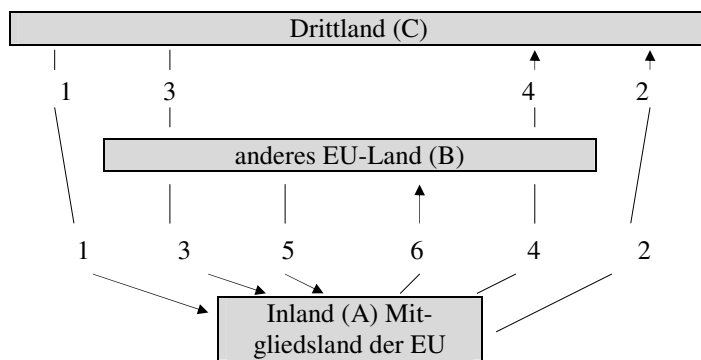 Drittland (C)
1 3 4 2
anderes EU-Land (B)
1 3 5 6 4 2
Inland (A) Mit-
gliedsland der EU